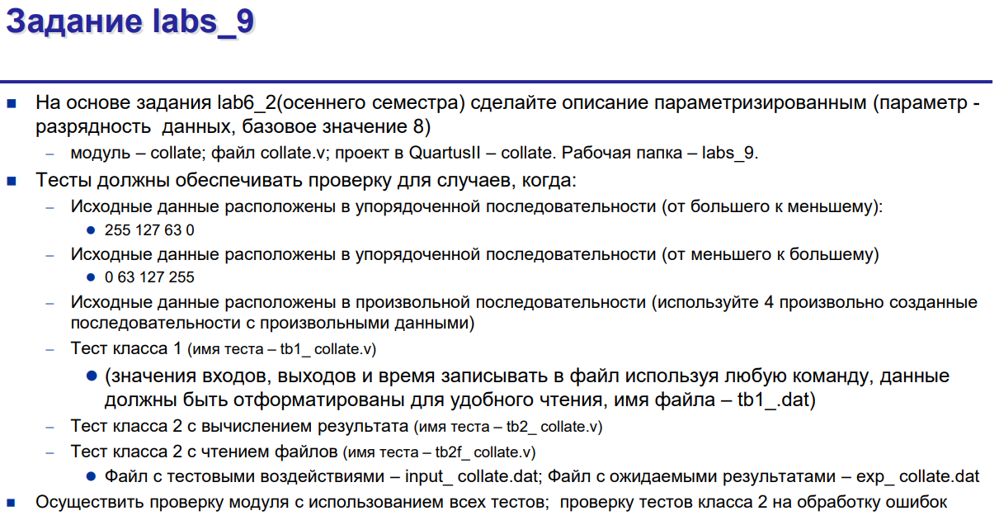 Задание labs_9
На основе задания lab6_2(осеннего семестра) сделайте описание параметризированным (параметр -
разрядность данных, базовое значение 8)
– модуль – collate; файл collate.v; проект в QuartusII – collate. Рабочая папка – labs_9.
Тесты должны обеспечивать проверку для случаев, когда:
– Исходные данные расположены в упорядоченной последовательности (от большего к меньшему):
255 127 63 0
– Исходные данные расположены в упорядоченной последовательности (от меньшего к большему)
0 63 127 255
– Исходные данные расположены в произвольной последовательности (используйте 4 произвольно созданные
последовательности с произвольными данными)
– Тест класса 1 (имя теста – tb1_ collate.v)
(значения входов, выходов и время записывать в файл используя любую команду, данные
должны быть отформатированы для удобного чтения, имя файла – tb1_.dat)
– Тест класса 2 с вычислением результата (имя теста – tb2_ collate.v)
– Тест класса 2 с чтением файлов (имя теста – tb2f_ collate.v)
Файл с тестовыми воздействиями – input_ collate.dat; Файл с ожидаемыми результатами – exp_ collate.dat
Осуществить проверку модуля с использованием всех тестов; проверку тестов класса 2 на обработку ошибок